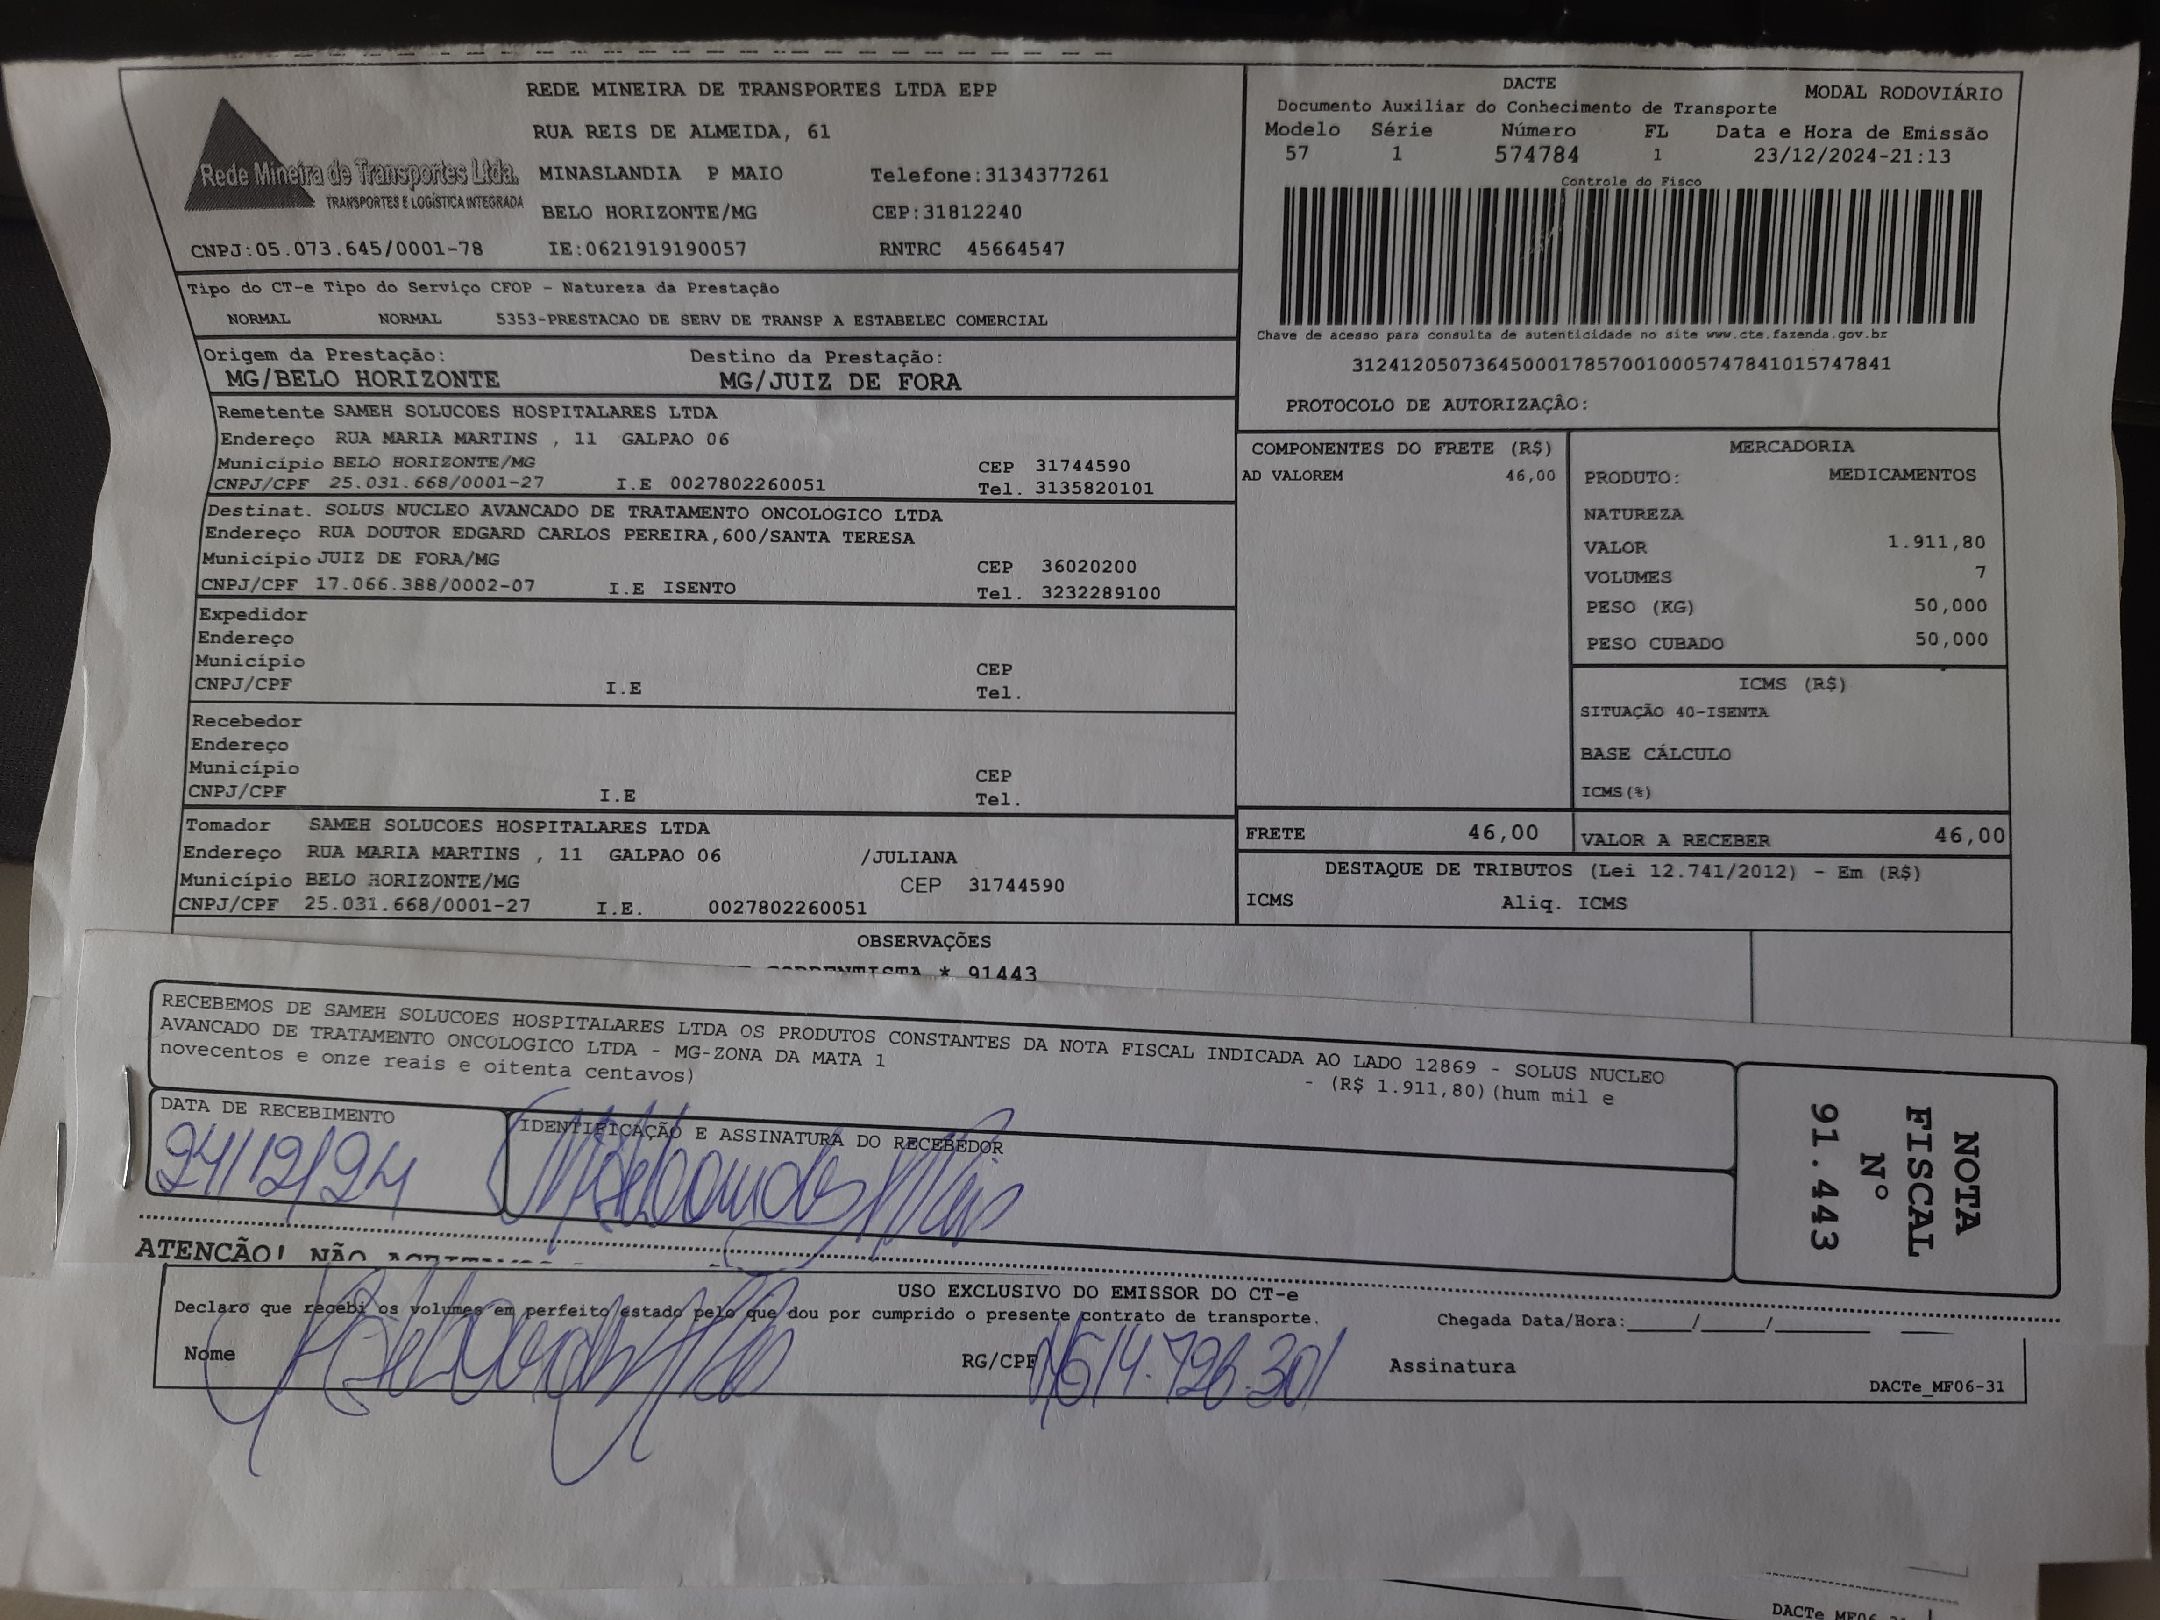 REDE MINEIRA DE TRANSPORTES LTDA EPP
RUA REIS DE ALMEIDA, 61
Rede Mineira de Transportes Ltda.
TRANSPORTES E LOGÍSTICA INTEGRADA
MINASLANDIA P MAIO Telefone:3134377261
BELO HORIZONTE/MG CEP:31812240
CNPJ:05.073.645/0001-78 IE:0621919190057 RNTRC 45664547
DACTE MODAL RODOVIÁRIO
Documento Auxiliar do Conhecimento de Transporte
Modelo Série Número FL Data e Hora de Emissão
57 1 574784 1 23/12/2024-21:13
Controle do Fisco
Chave de acesso para consulta de autenticidade no site www.cte.fazenda.gov.br
31241205073645000178570010005747841015747841
PROTOCOLO DE AUTORIZAÇÂO:
Tipo do CT-e Tipo do Serviço CFOP - Natureza da Prestação
NORMAL NORMAL 5353-PRESTACAO DE SERV DE TRANSP A ESTABELEC COMERCIAL
Origem da Prestação: Destino da Prestação:
MG/BELO HORIZONTE MG/JUIZ DE FORA
Remetente SAMEH SOLUCOES HOSPITALARES LTDA
Endereço RUA MARIA MARTINS , 11 GALPAO 06
Município BELO HORIZONTE/MG CEP 31744590
CNPJ/CPF 25.031.668/0001-27 I.E 0027802260051 Tel. 3135820101
Destinat. SOLUS NUCLEO AVANCADO DE TRATAMENTO ONCOLOGICO LTDA
Endereço RUA DOUTOR EDGARD CARLOS PEREIRA,600/SANTA TERESA
Município JUIZ DE FORA/MG CEP 36020200
CNPJ/CPF 17.066.388/0002-07 I.E ISENTO Tel. 3232289100
Expedidor
Endereço
Município CEP
CNPJ/CPF I.E Tel.
Recebedor
Endereço
Município CEP
CNPJ/CPF I.E Tel.
Tomador SAMEH SOLUCOES HOSPITALARES LTDA
Endereço RUA MARIA MARTINS , 11 GALPAO 06 /JULIANA
Município BELO HORIZONTE/MG CEP 31744590
CNPJ/CPF 25.031.668/0001-27 I.E. 0027802260051
COMPONENTES DO FRETE (R$)
AD VALOREM 46,00
MERCADORIA
PRODUTO: MEDICAMENTOS
NATUREZA
VALOR 1.911,80
VOLUMES 7
PESO (KG) 50,000
PESO CUBADO 50,000
ICMS (R$)
SITUAÇÃO 40-ISENTA
BASE CÁLCULO
ICMS(%)
FRETE 46,00 VALOR A RECEBER 46,00
DESTAQUE DE TRIBUTOS (Lei 12.741/2012) - Em (R$)
ICMS Aliq. ICMS
OBSERVAÇÕES
* 91443
RECEBEMOS DE SAMEH SOLUCOES HOSPITALARES LTDA OS PRODUTOS CONSTANTES DA NOTA FISCAL INDICADA AO LADO 12869 - SOLUS NUCLEO
AVANCADO DE TRATAMENTO ONCOLOGICO LTDA - MG-ZONA DA MATA 1 - (R$ 1.911,80)(hum mil e
novecentos e onze reais e oitenta centavos)
DATA DE RECEBIMENTO IDENTIFICAÇÃO E ASSINATURA DO RECEBEDOR
24/12/24
NOTA
FISCAL
Nº
91.443
ATENÇÃO! NÃO
USO EXCLUSIVO DO EMISSOR DO CT-e
Declaro que recebi os volumes em perfeito estado pelo que dou por cumprido o presente contrato de transporte. Chegada Data/Hora:____/____/______
Nome RG/CPF 14.726.301 Assinatura
DACTe_MF06-31